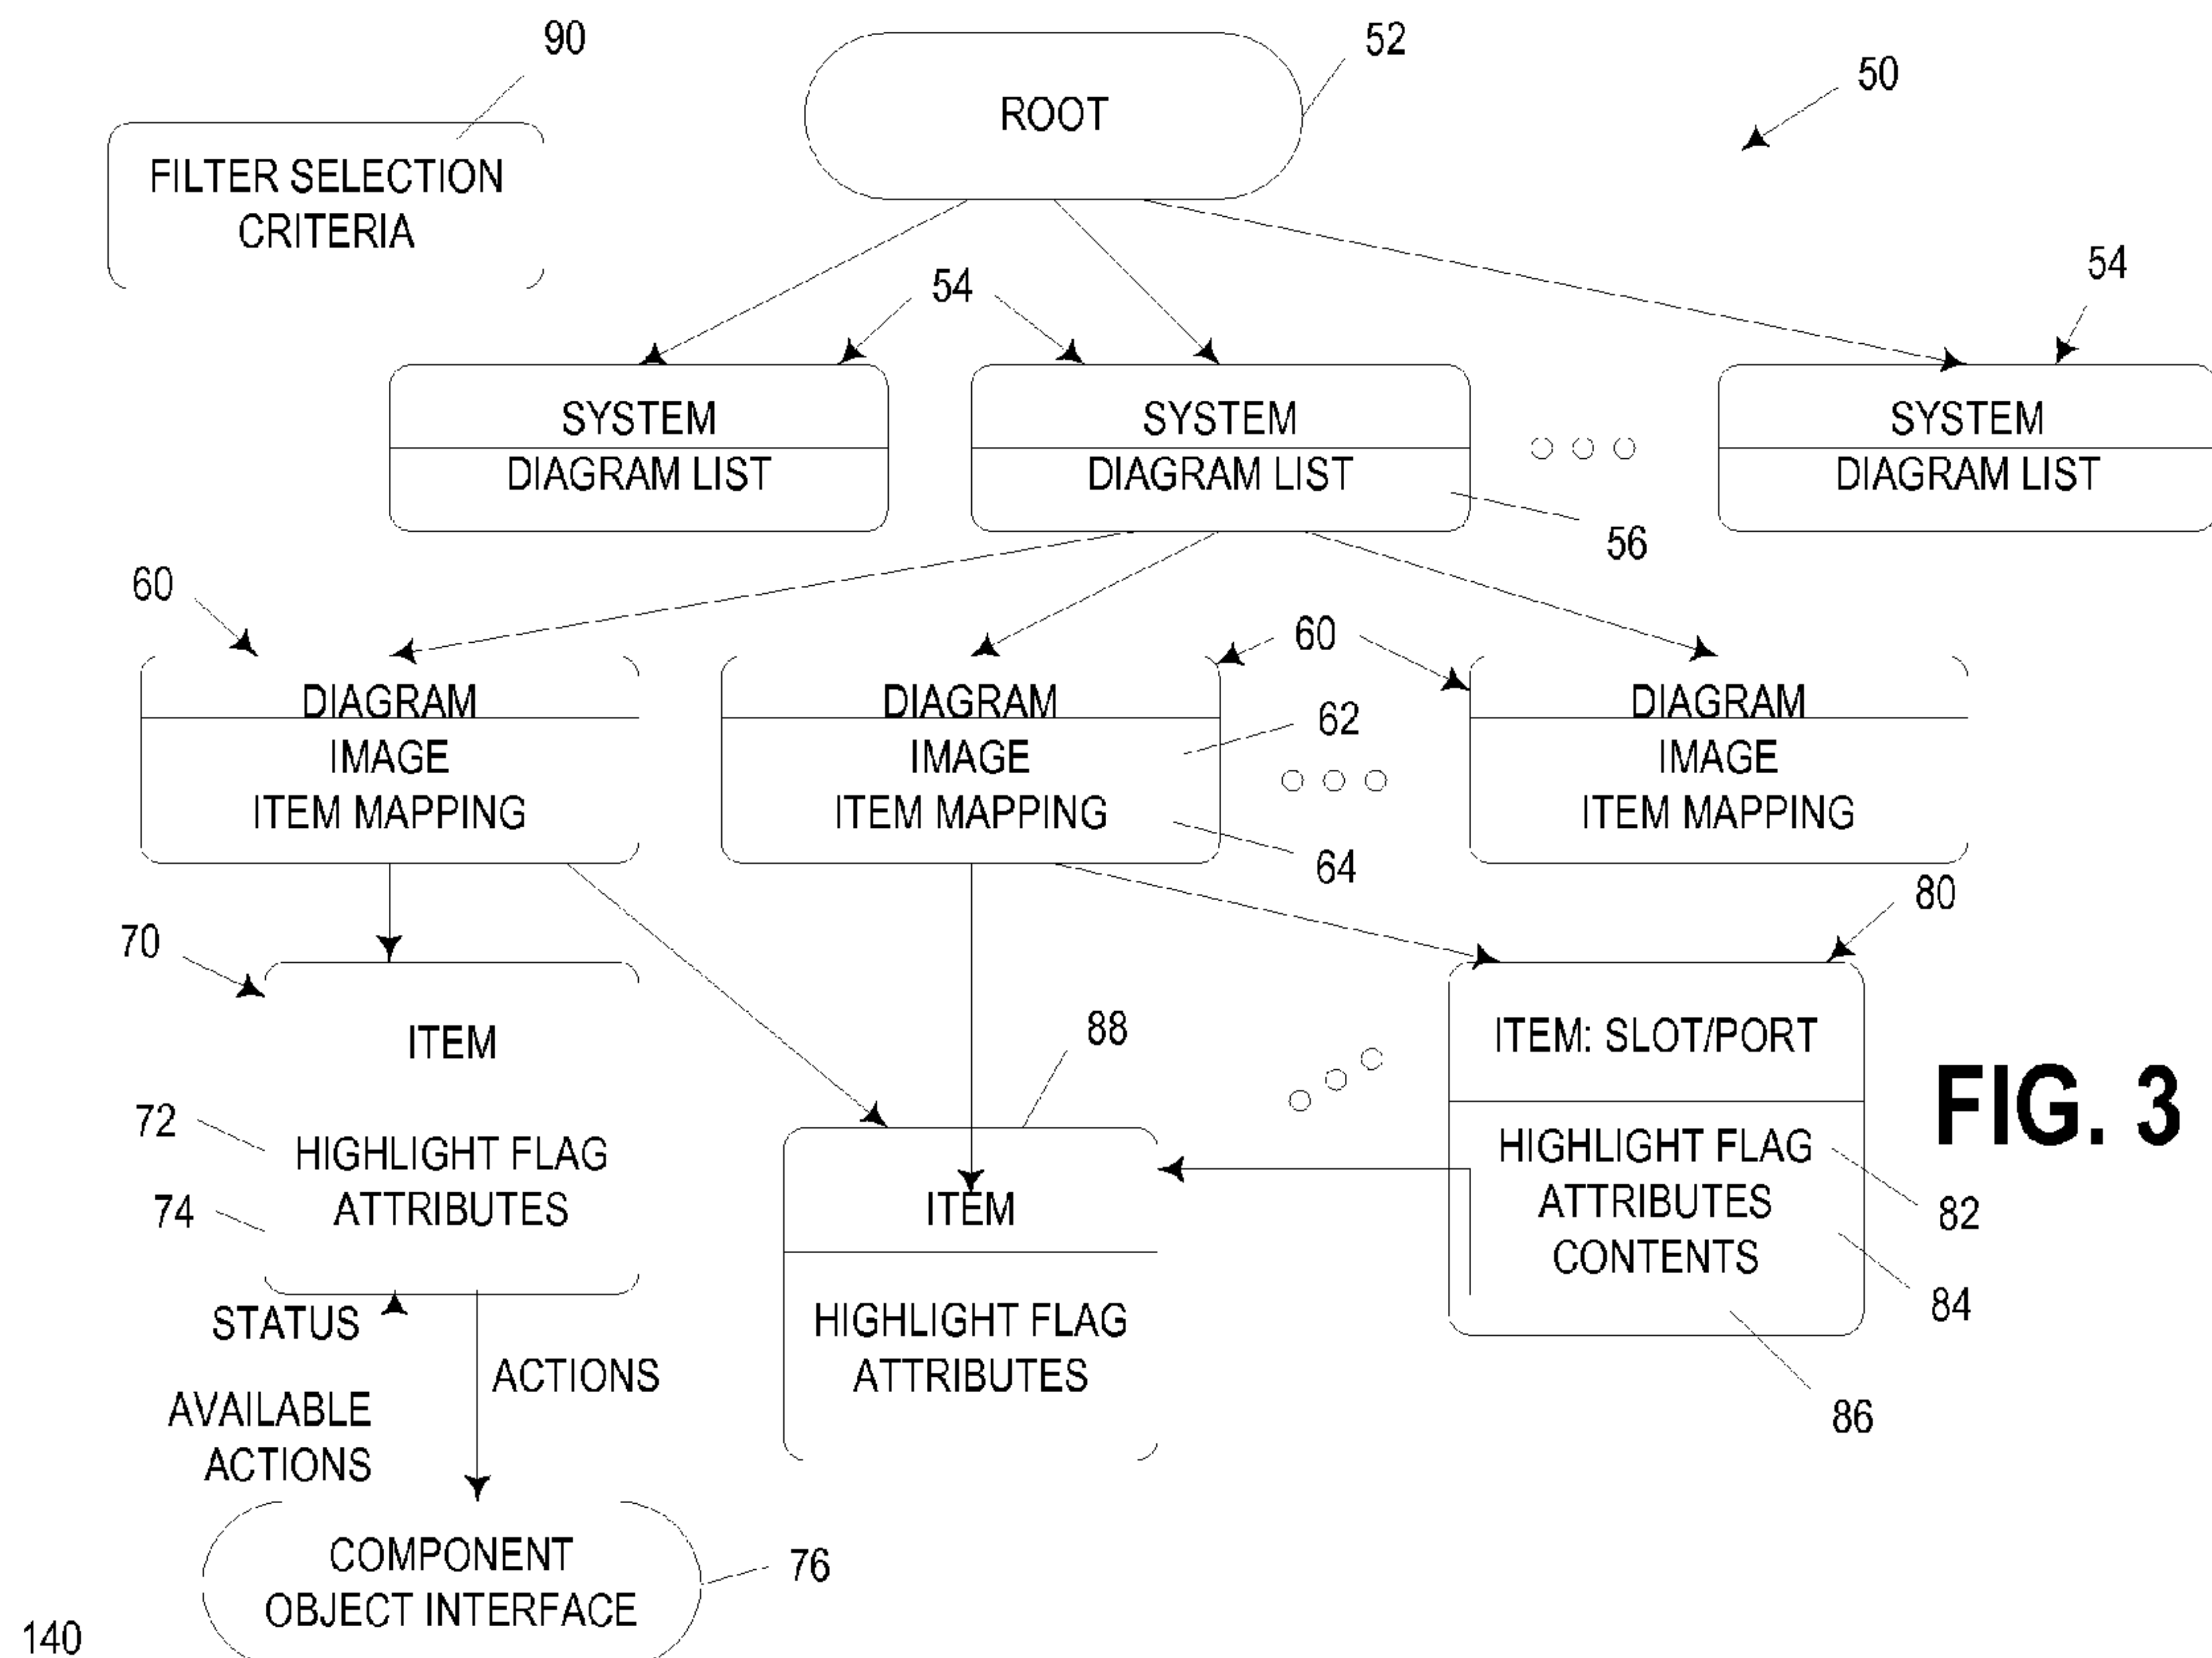 90
52
50
ROOT
FILTER SELECTION
CRITERIA
54
54
SYSTEM
DIAGRAM LIST
SYSTEM
DIAGRAM LIST
SYSTEM
DIAGRAM LIST
56
60
60
DIAGRAM
IMAGE
ITEM MAPPING
DIAGRAM
IMAGE
ITEM MAPPING
62
64
DIAGRAM
IMAGE
ITEM MAPPING
80
70
ITEM
72
HIGHLIGHT FLAG
ATTRIBUTES
74
88
ITEM
HIGHLIGHT FLAG
ATTRIBUTES
ITEM: SLOT/PORT
HIGHLIGHT FLAG
ATTRIBUTES
CONTENTS
82
84
86
FIG. 3
STATUS
ACTIONS
AVAILABLE
ACTIONS
COMPONENT
OBJECT INTERFACE
76
140